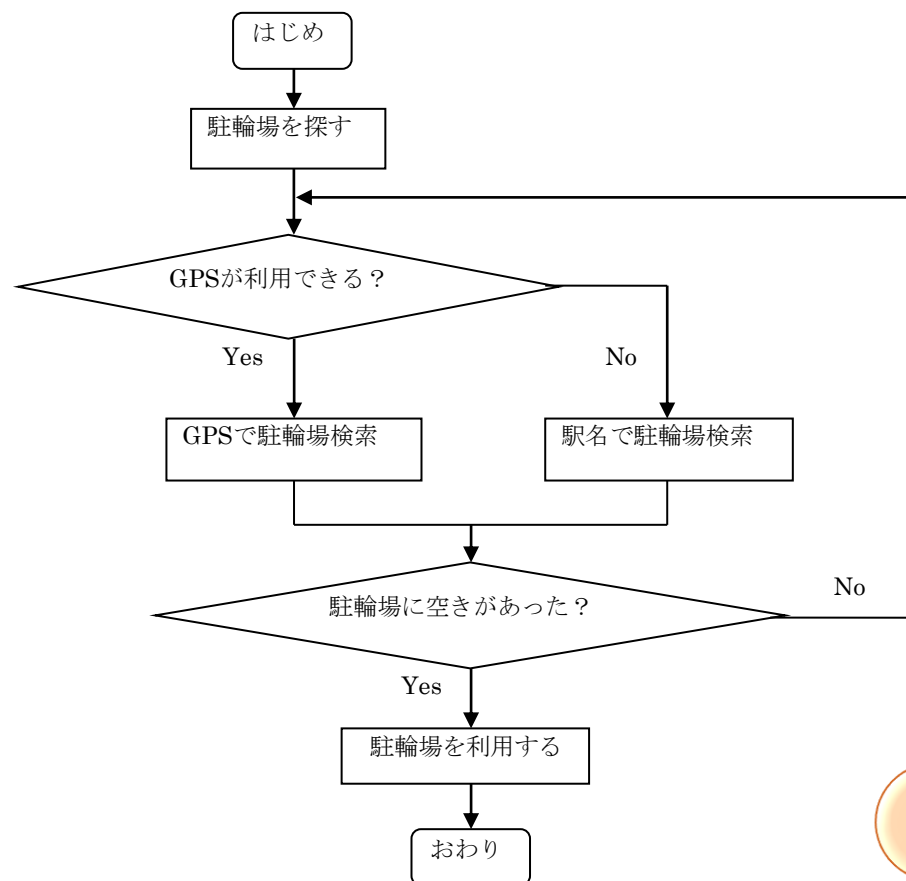 はじめ
駐輪場を探す
GPSが利用できる？
Yes
No
GPSで駐輪場検索
駅名で駐輪場検索
駐輪場に空きがあった？
No
Yes
駐輪場を利用する
おわり